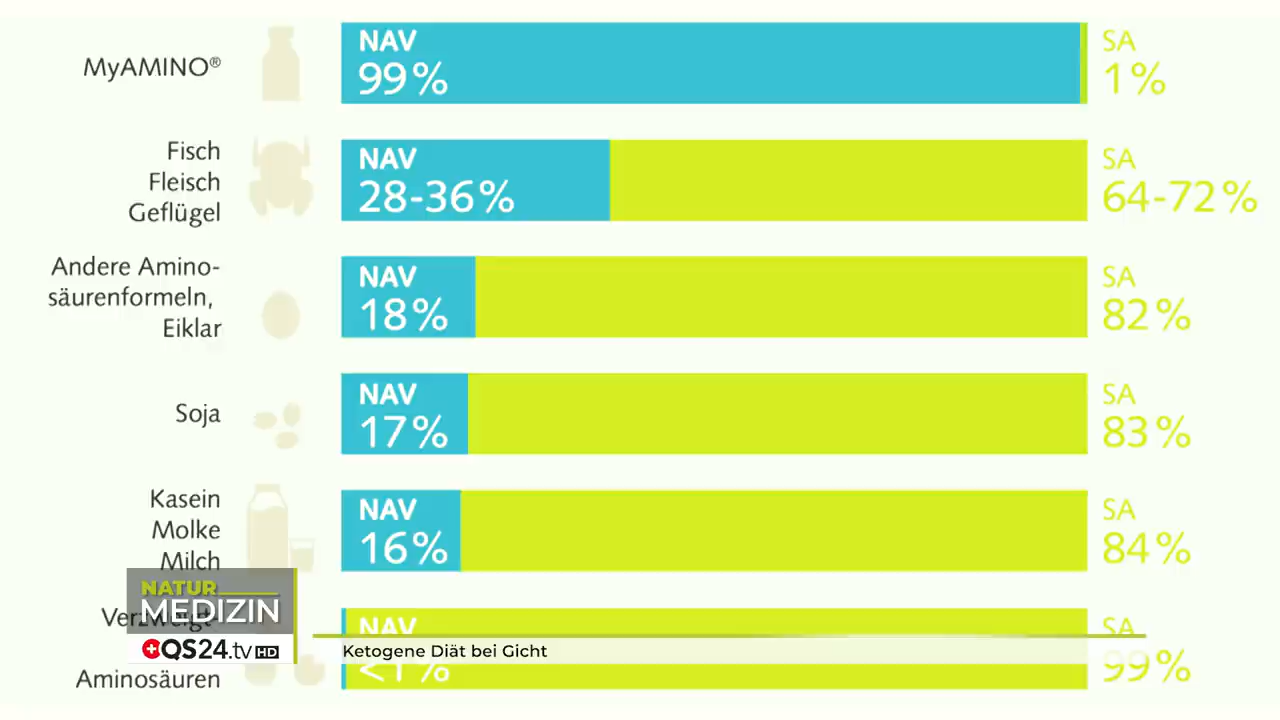 MyAMINO®
NAV
99%
SA
1%
Fisch
Fleisch
Geflügel
NAV
28-36%
SA
64-72%
Andere Amino-
säurenformeln,
Eiklar
NAV
18%
SA
82%
Soja
NAV
17%
SA
83%
Kasein
Molke
Milch
NAV
16%
SA
84%
Verzweigt-
Aminosäuren
NAV
<1%
SA
99%
NATUR
MEDIZIN
QS24.tv HD
Ketogene Diät bei Gicht